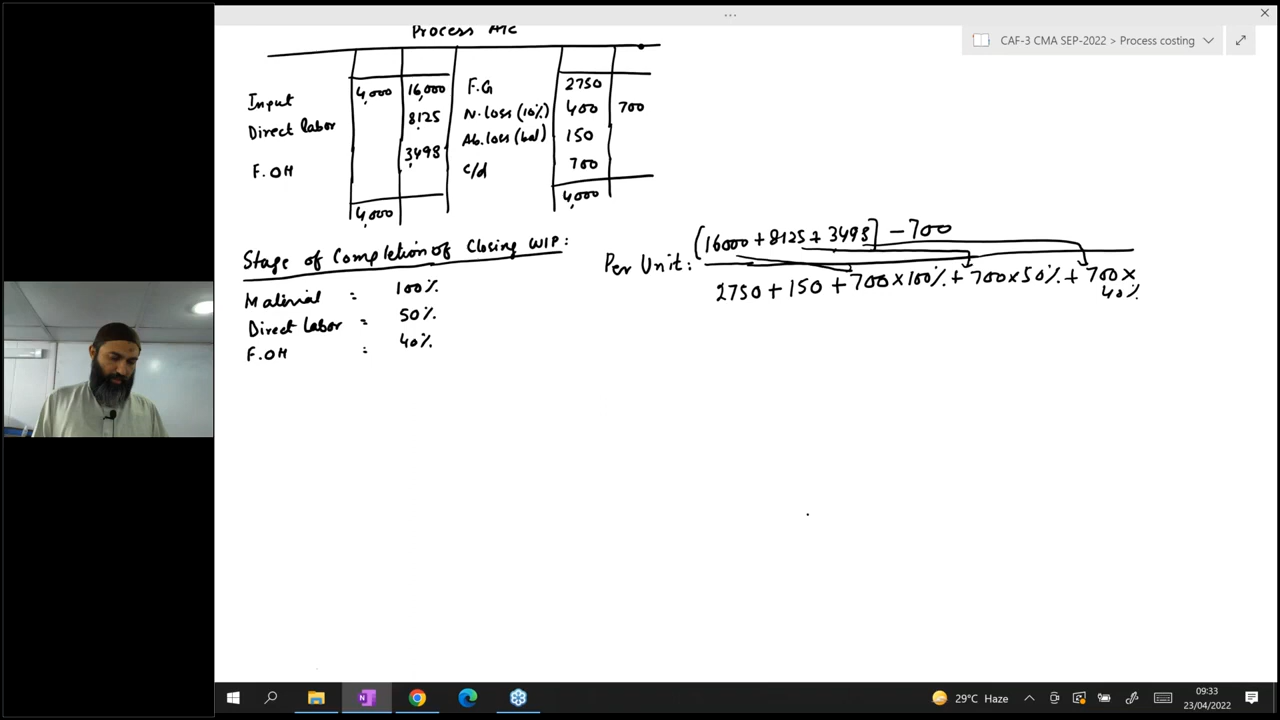 ...
CAF-3 CMA SEP-2022 > Process costing
Process A/C
Input 4,000 16,000 F.G 2750
Direct labor 8125 N.loss (10%) 400 700
F.OH 3498 Ab.loss (bal) 150
c/d 700
4,000 4,000
Stage of Completion of Closing WIP:
Material : 100%
Direct labor : 50%
F.OH : 40%
Per Unit: (16000 + 8125 + 3498] - 700
2750 + 150 + 700 x 100% + 700 x 50% + 700 x
40%
29°C Haze
09:33
23/04/2022